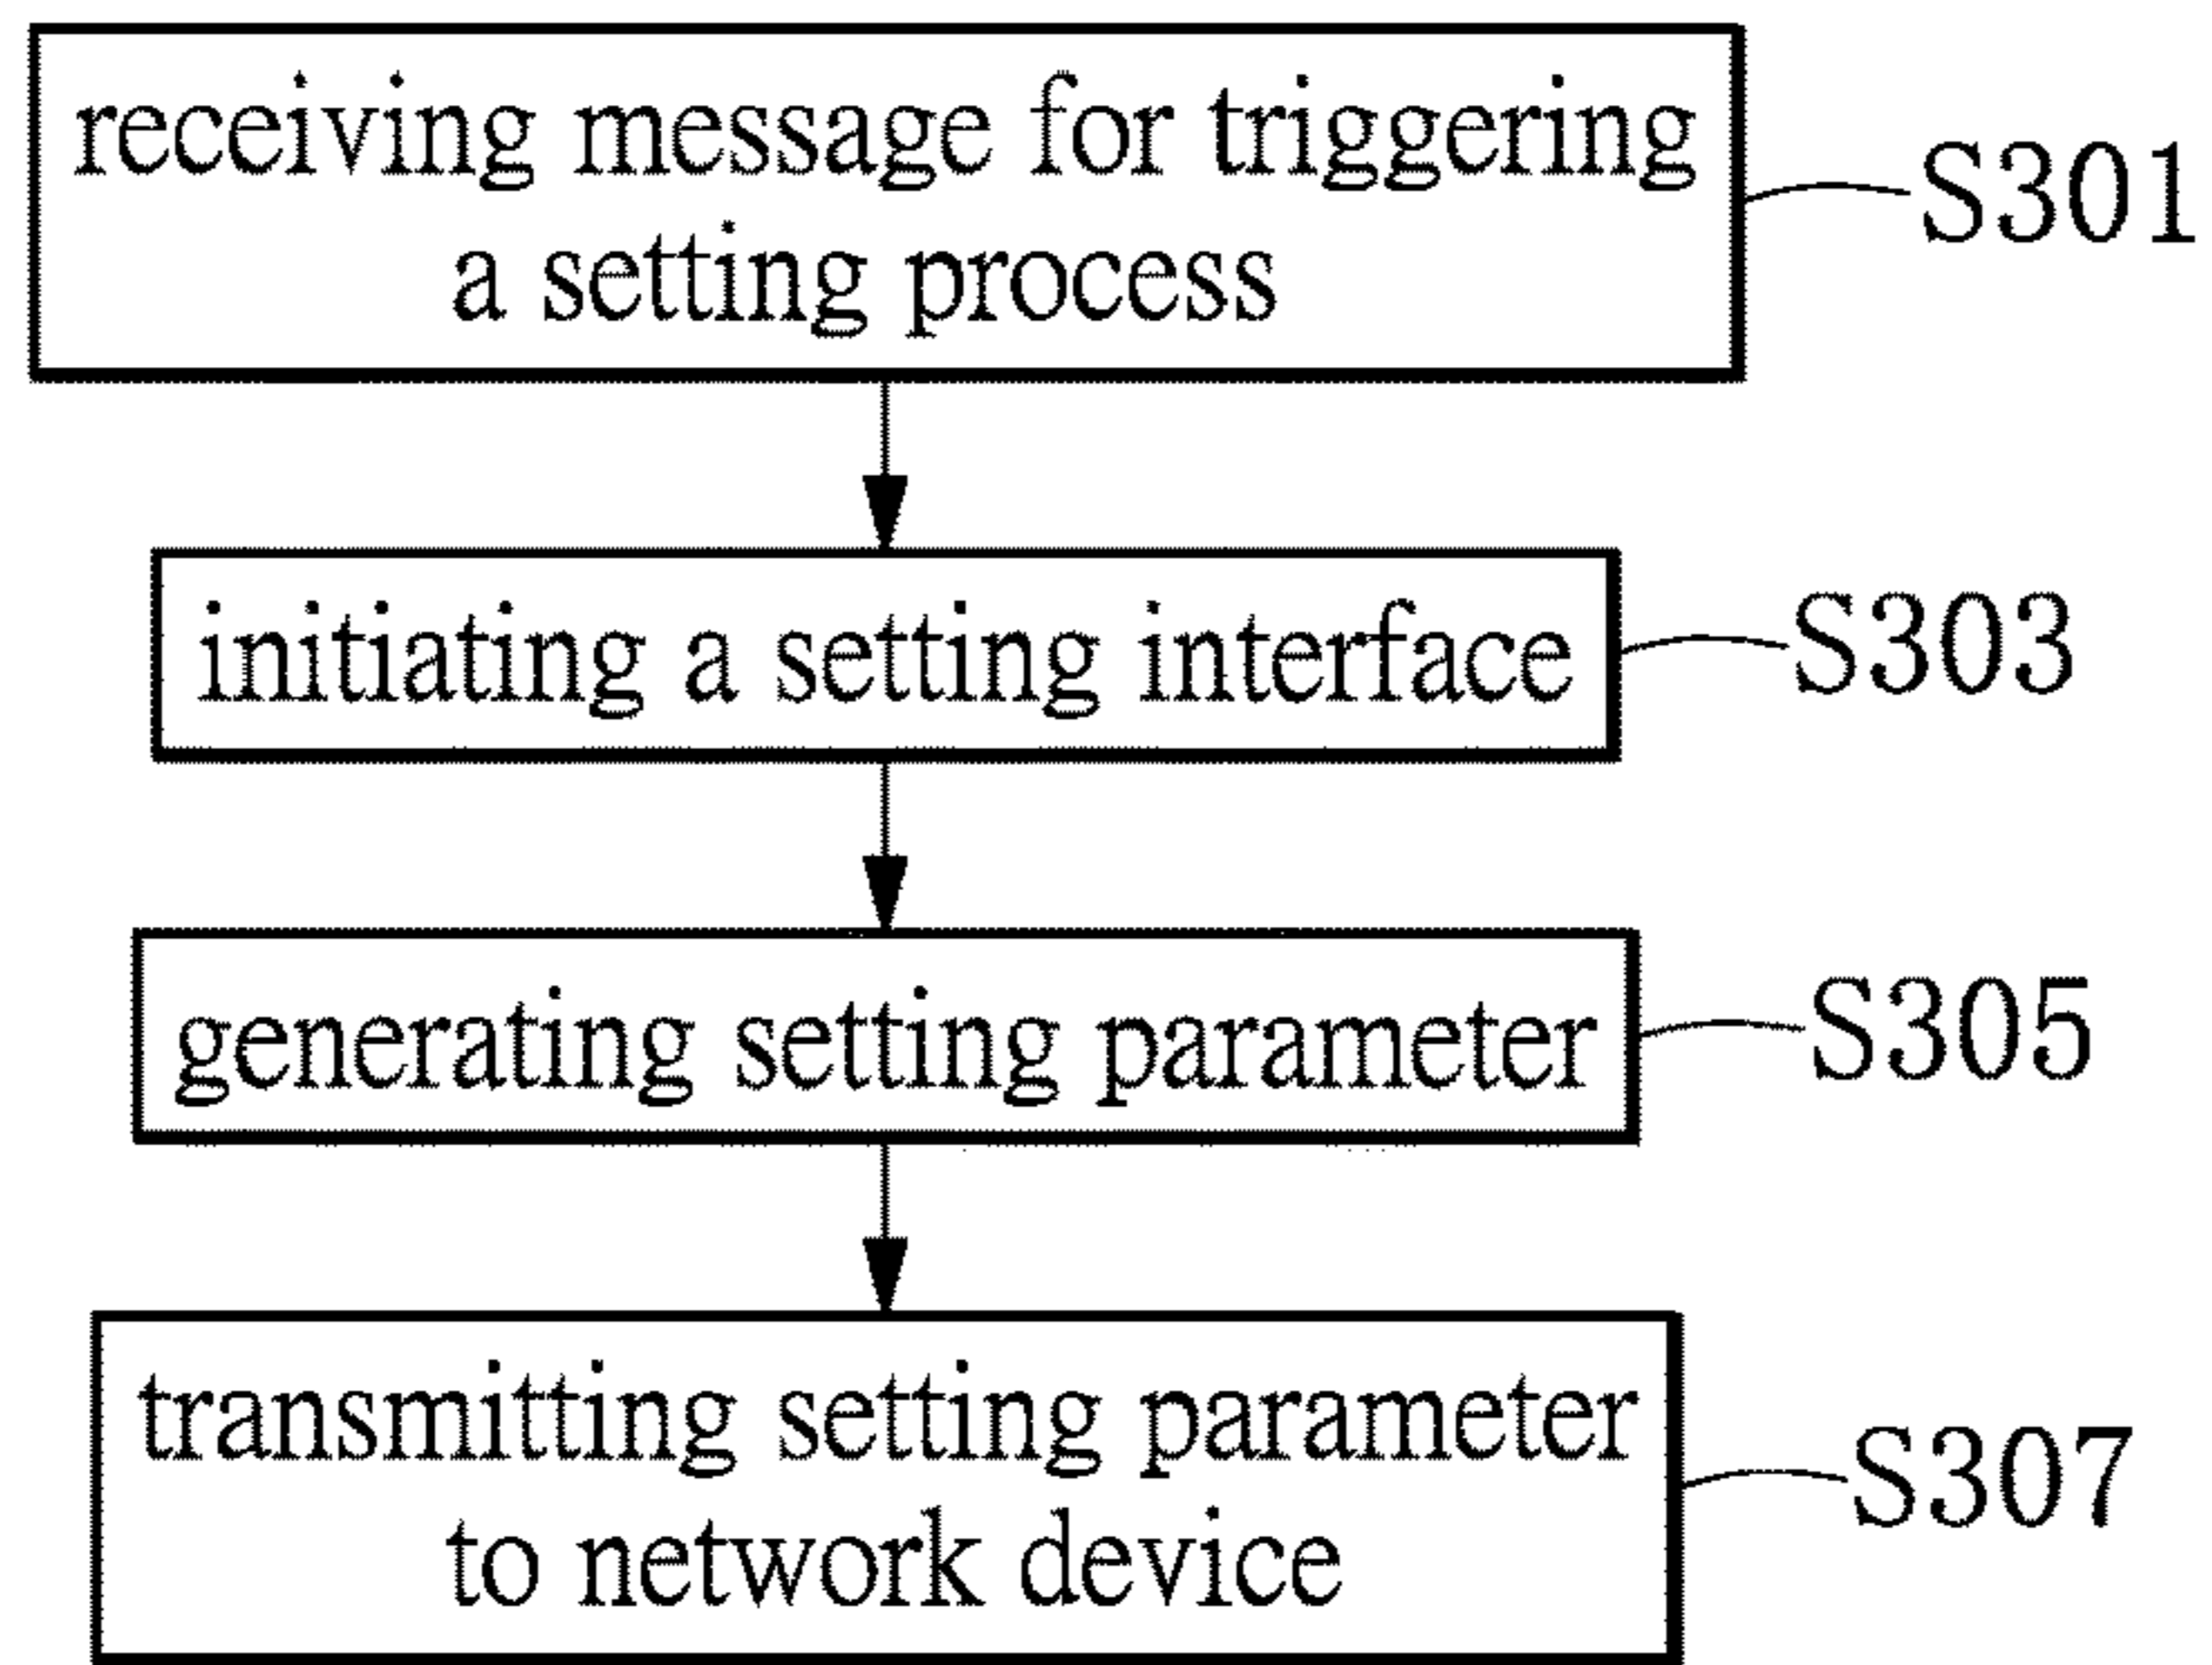 receiving message for triggering
a setting process
S301
initiating a setting interface
S303
generating setting parameter
S305
transmitting setting parameter
to network device
S307